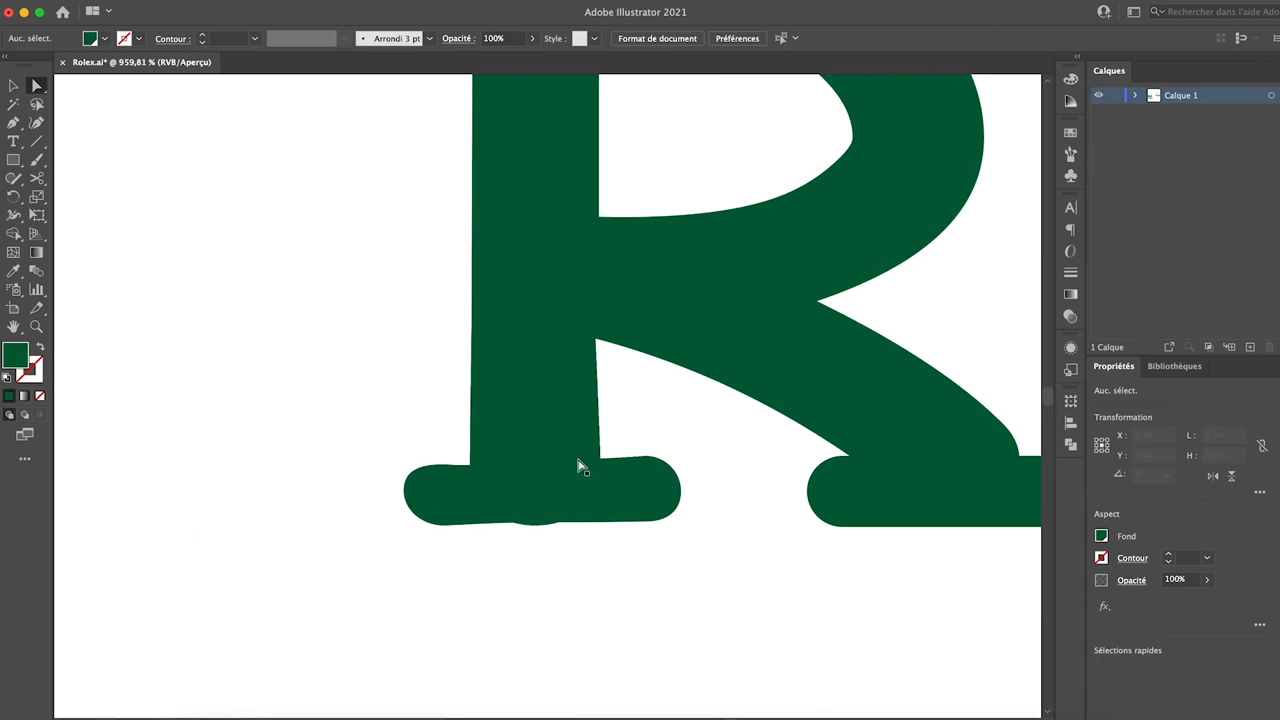 Adobe Illustrator 2021
Rechercher dans l'aide Ado
Auc. sélect.
Contour :
Arrondi 3 pt
Opacité :
100%
Style :
Format de document
Préférences
Rolex.ai* @ 959,81 % (RVB/Aperçu)
Calques
Calque 1
1 Calque
Propriétés
Bibliothèques
Auc. sélect.
Transformation
X :
L :
Y :
H :
Aspect
Fond
Contour
Opacité
100%
fx.
Sélections rapides
R